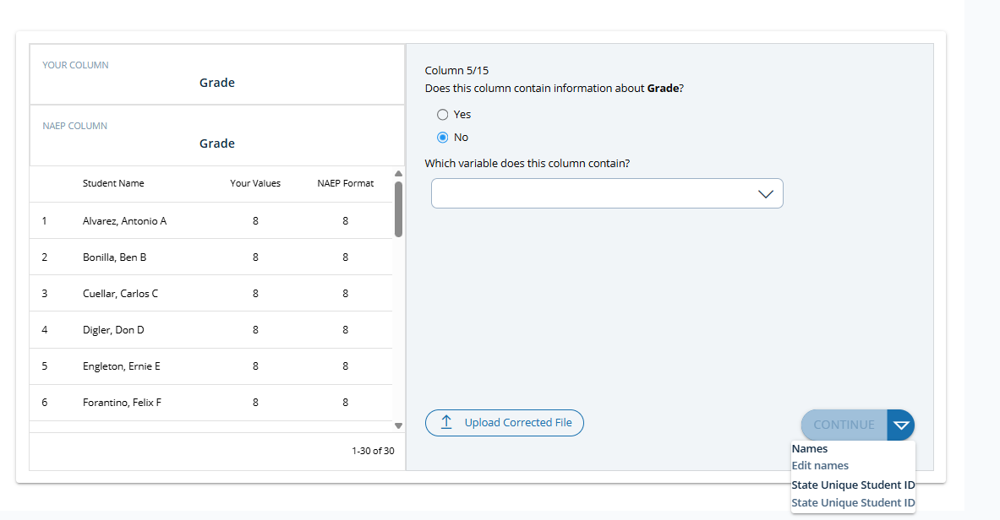 YOUR COLUMN
Grade
NAEP COLUMN
Grade
Student Name Your Values NAEP Format
1 Alvarez, Antonio A 8 8
2 Bonilla, Ben B 8 8
3 Cuellar, Carlos C 8 8
4 Digler, Don D 8 8
5 Engleton, Ernie E 8 8
6 Forantino, Felix F 8 8
1-30 of 30
Column 5/15
Does this column contain information about Grade?
Yes
No
Which variable does this column contain?
Upload Corrected File
CONTINUE
Names
Edit names
State Unique Student ID
State Unique Student ID